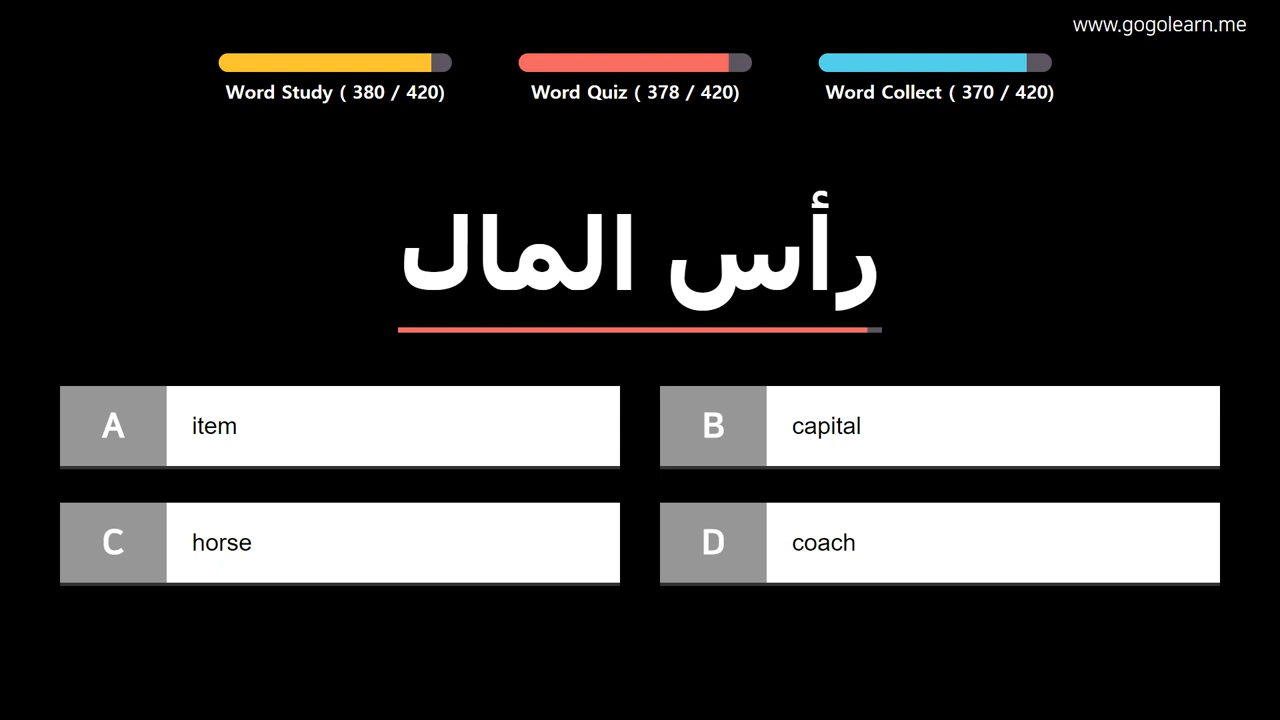 www.gogolearn.me
Word Study ( 380 / 420)
Word Quiz ( 378 / 420)
Word Collect ( 370 / 420)
رأس المال
A item
B capital
C horse
D coach